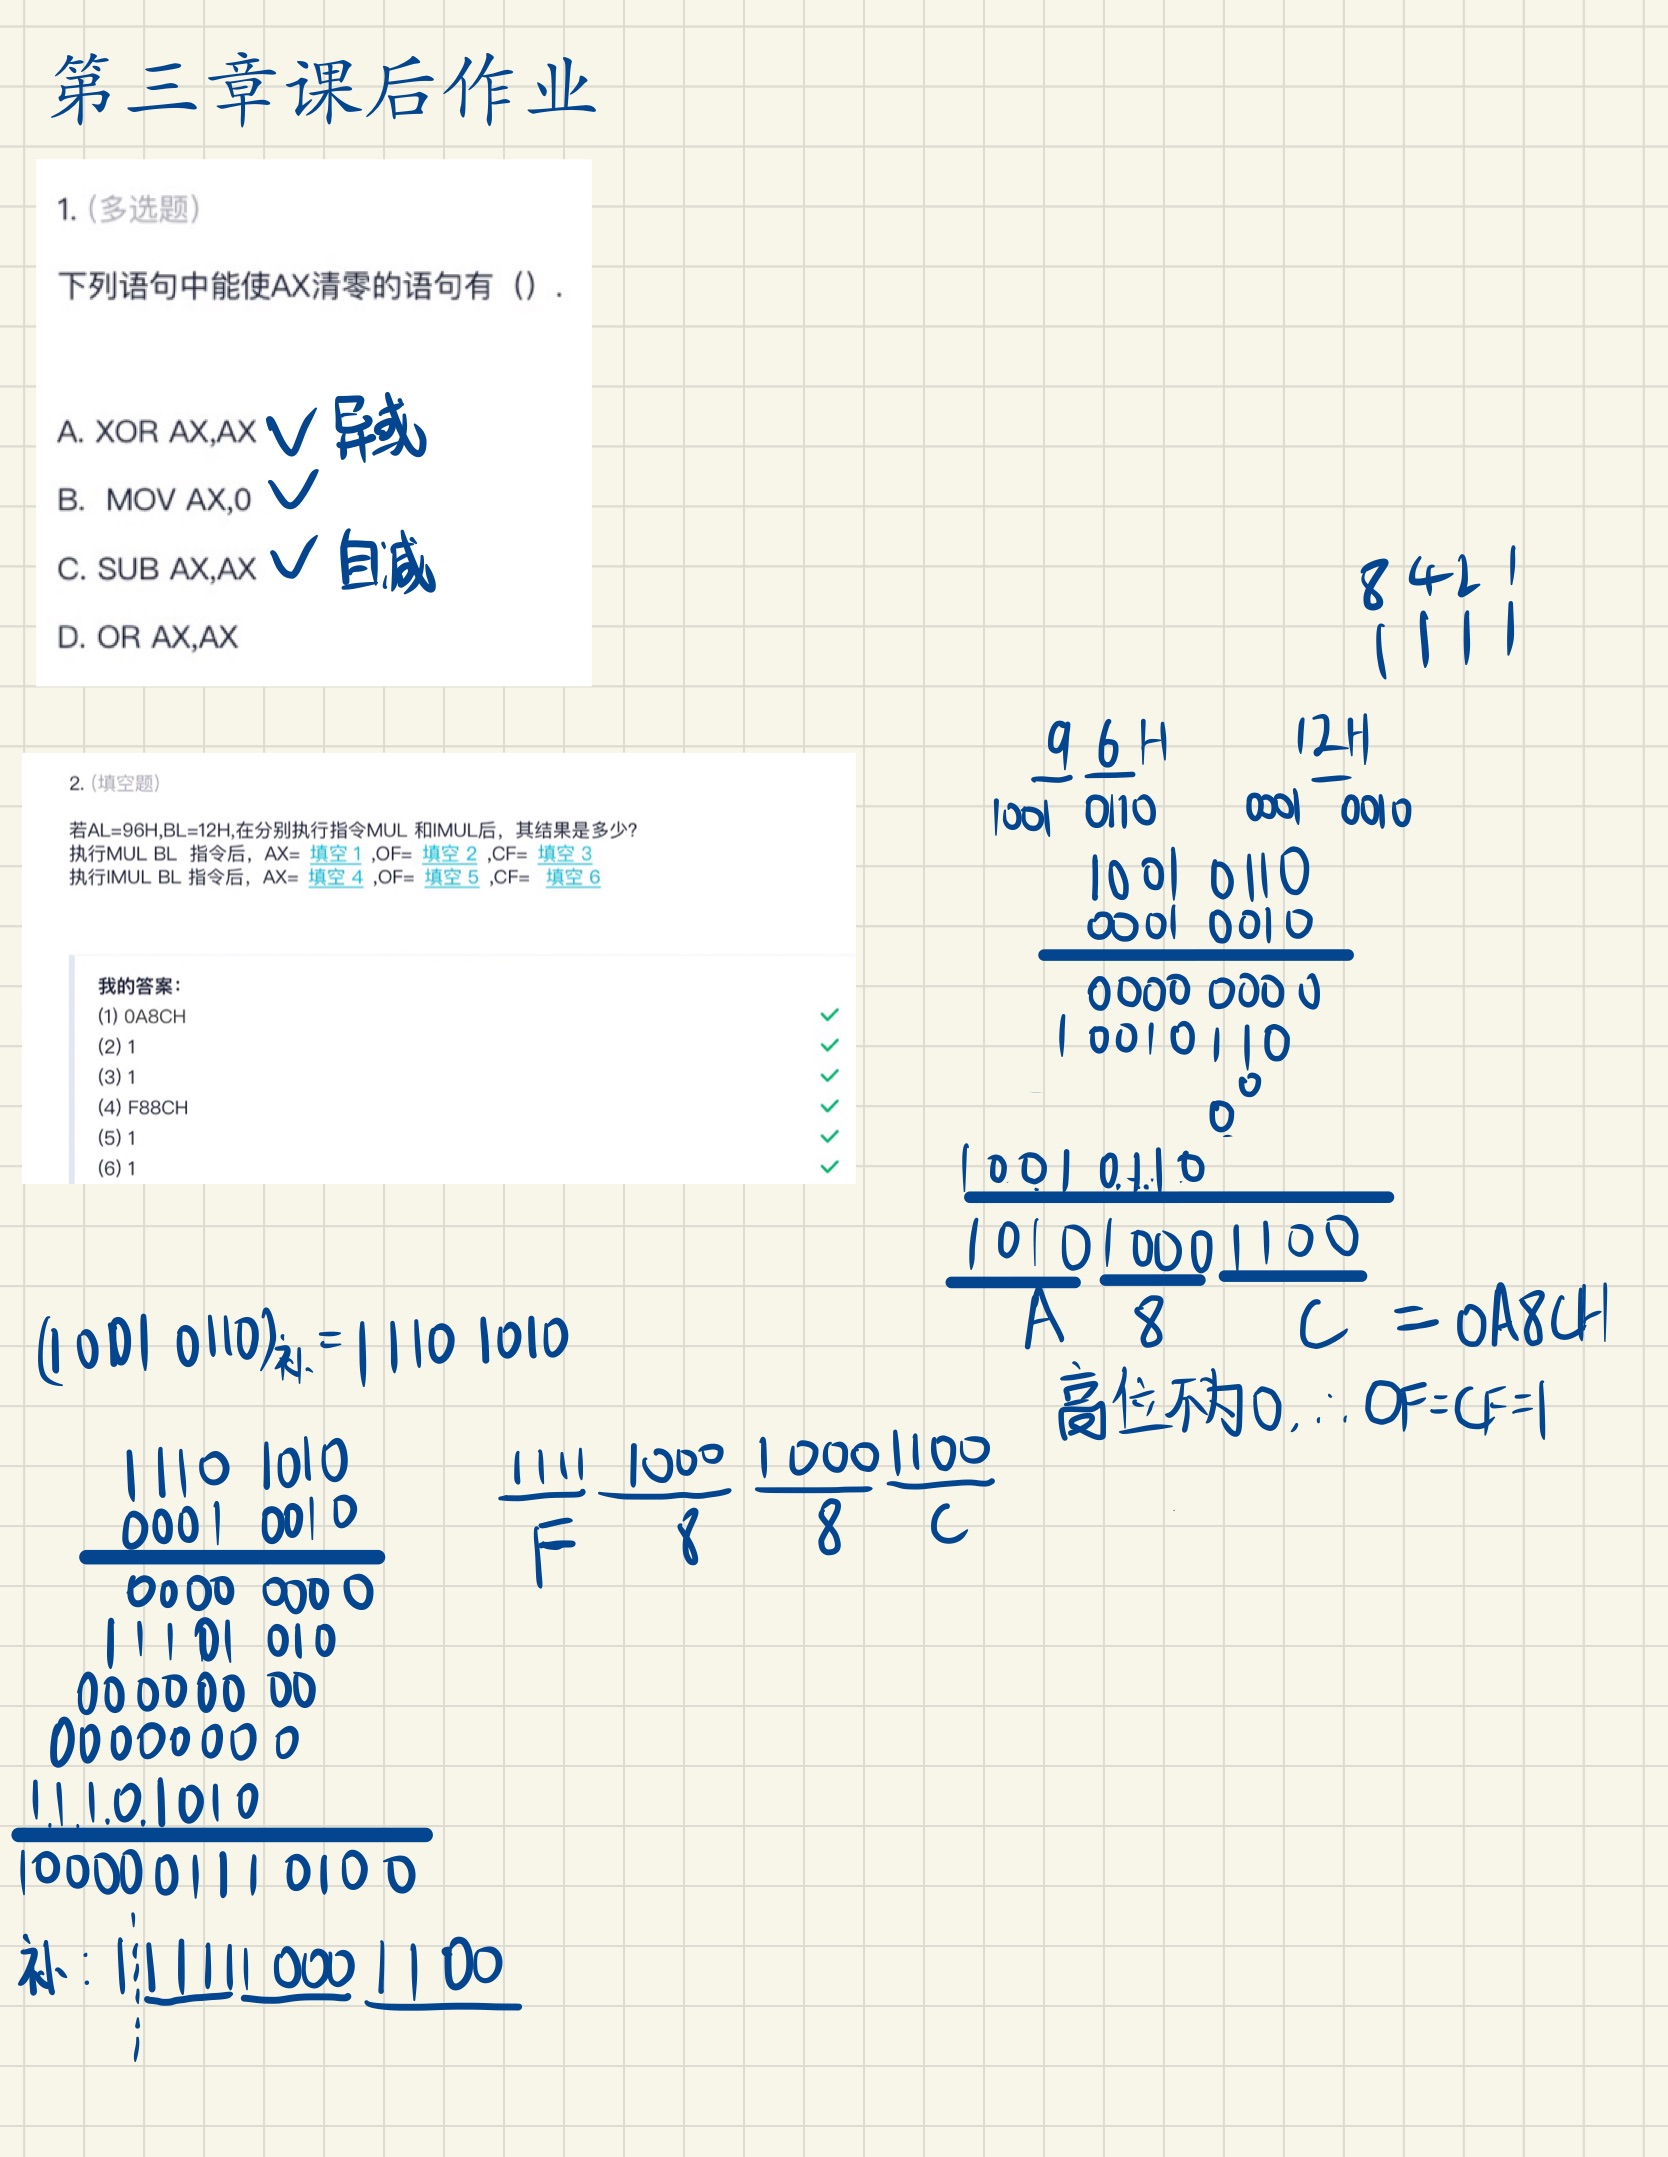 第三章课后作业
1. (多选题)
下列语句中能使AX清零的语句有（）.
A. XOR AX,AX ✓ 异或
B. MOV AX,0 ✓
C. SUB AX,AX ✓ 自减
D. OR AX,AX
8 4 2 1
1 1 1 1
96H 12H
1001 0110 0001 0010
1001 0110
0001 0010
0000 0000
10010110
0
0
1001 0110
1010 1000 1100
A 8 C = 0A8CH
高位不为0, ∴ OF=CF=1
2. (填空题)
若AL=96H,BL=12H,在分别执行指令MUL 和IMUL后，其结果是多少?
执行MUL BL 指令后，AX= 填空 1 ,OF= 填空 2 ,CF= 填空 3
执行IMUL BL 指令后，AX= 填空 4 ,OF= 填空 5 ,CF= 填空 6
我的答案：
(1) 0A8CH ✓
(2) 1 ✓
(3) 1 ✓
(4) F88CH ✓
(5) 1 ✓
(6) 1 ✓
(1001 0110)补 = 1110 1010
1110 1010
0001 0010
0000 0000
11101 010
000000 00
0000000 0
1110 1010
1000001110100
补: 1 1111 1000 1100
1111 1000 1000 1100
F 8 8 C